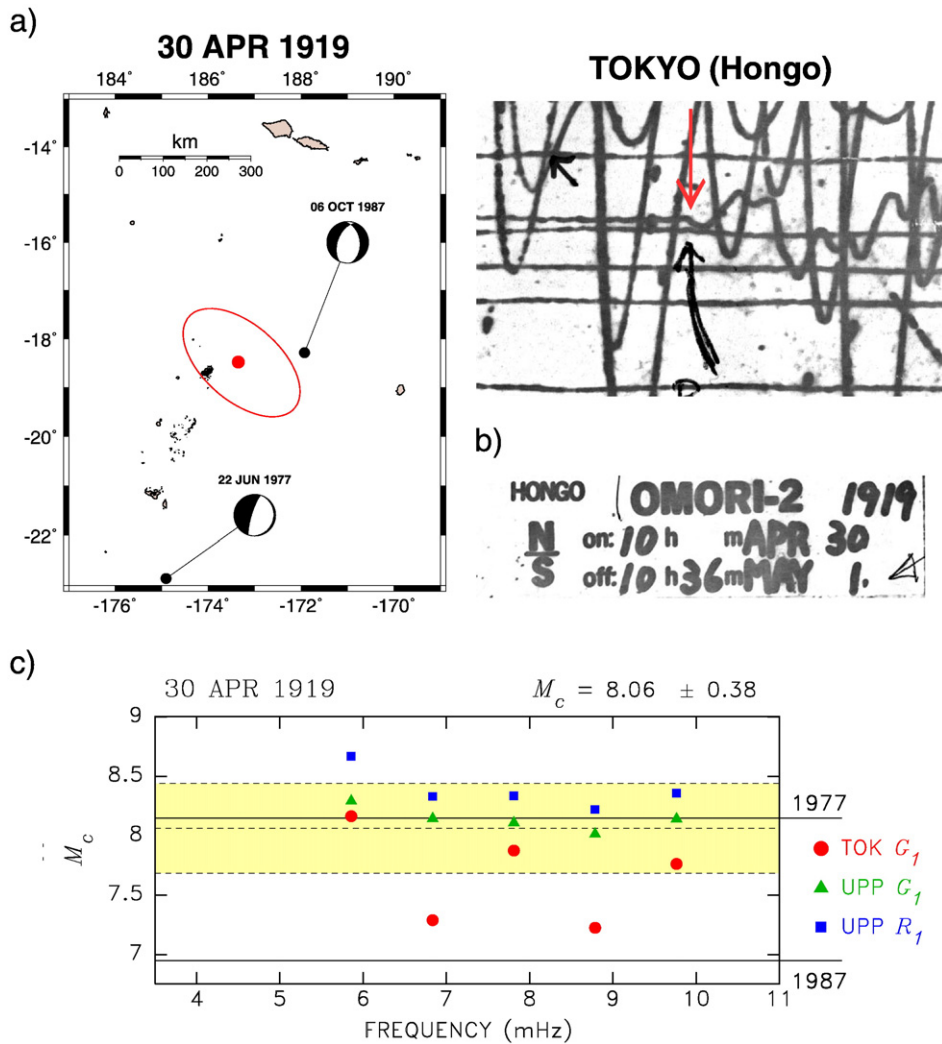 a)
30 APR 1919
184° 186° 188° 190°
km
0 100 200 300
-14°
-16°
-18°
-20°
-22°
06 OCT 1987
22 JUN 1977
-176° -174° -172° -170°
TOKYO (Hongo)
b)
HONGO (OMORI-2 1919
N on: 10 h m APR 30
S off: 10 h 36 m MAY 1.
c)
30 APR 1919 Mc = 8.06 ± 0.38
9
8.5
8
7.5
7
Mc
1977
1987
TOK G1
UPP G1
UPP R1
4 5 6 7 8 9 10 11
FREQUENCY (mHz)